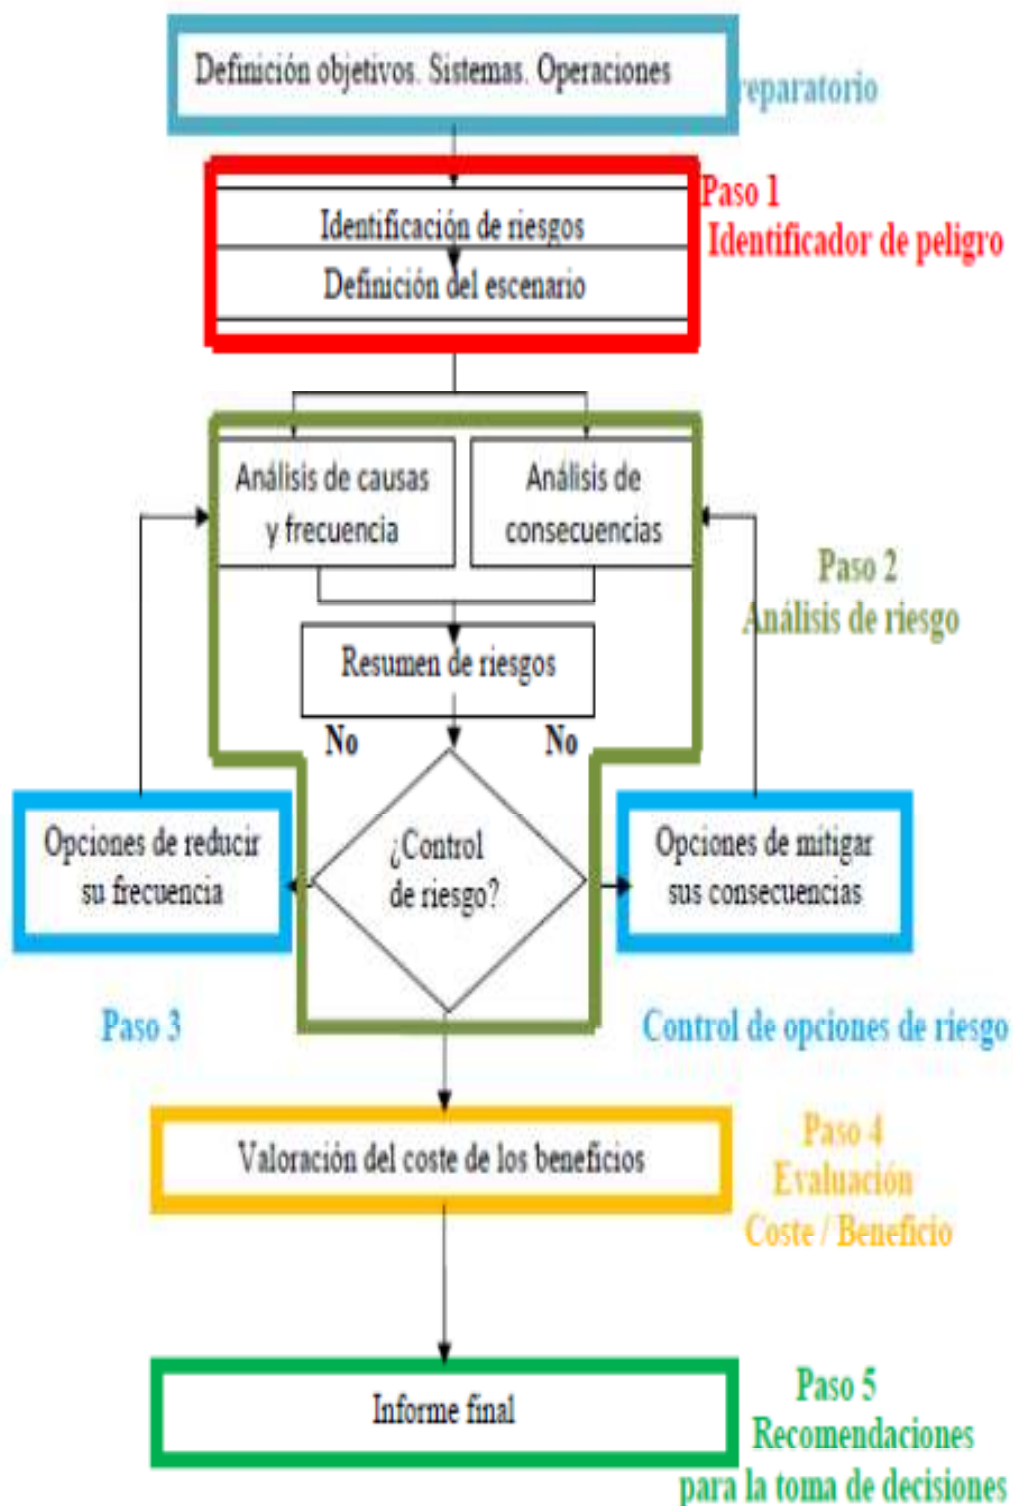 Definición objetivos. Sistemas. Operaciones
reparatorio
Paso 1
Identificador de peligro
Identificación de riesgos
Definición del escenario
Análisis de causas
y frecuencia
Análisis de
consecuencias
Paso 2
Análisis de riesgo
Resumen de riesgos
No
No
Opciones de reducir
su frecuencia
¿Control
de riesgo?
Opciones de mitigar
sus consecuencias
Paso 3
Control de opciones de riesgo
Valoración del coste de los beneficios
Paso 4
Evaluación
Coste / Beneficio
Informe final
Paso 5
Recomendaciones
para la toma de decisiones